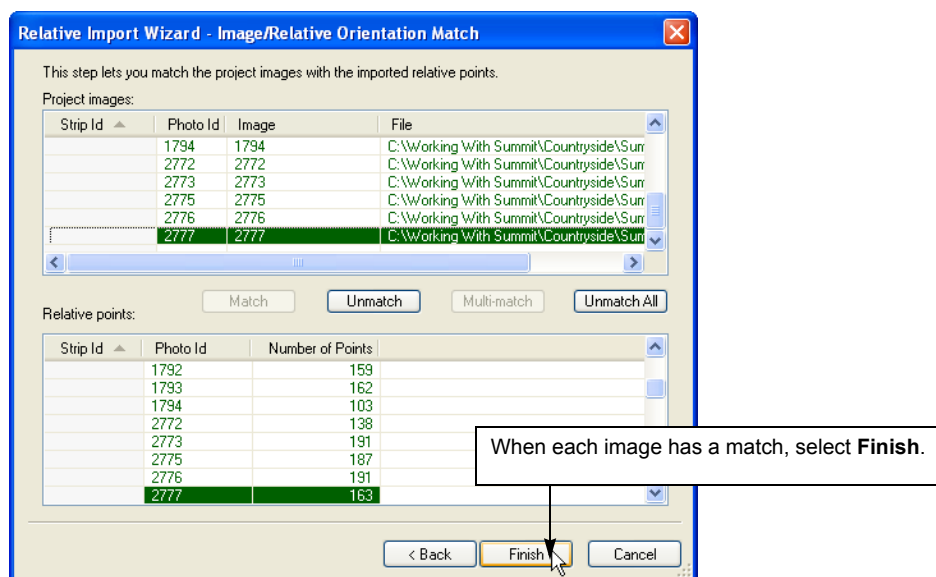 Relative Import Wizard - Image/Relative Orientation Match
This step lets you match the project images with the imported relative points.
Project images:
Strip Id Photo Id Image File
1794 1794 C:\Working With Summit\Countryside\Sum
2772 2772 C:\Working With Summit\Countryside\Sum
2773 2773 C:\Working With Summit\Countryside\Sum
2775 2775 C:\Working With Summit\Countryside\Sum
2776 2776 C:\Working With Summit\Countryside\Sum
2777 2777 C:\Working With Summit\Countryside\Sum
Match Unmatch Multi-match Unmatch All
Relative points:
Strip Id Photo Id Number of Points
1792 159
1793 162
1794 103
2772 138
2773 191
2775 187
2776 191
2777 163
When each image has a match, select Finish.
< Back Finish Cancel